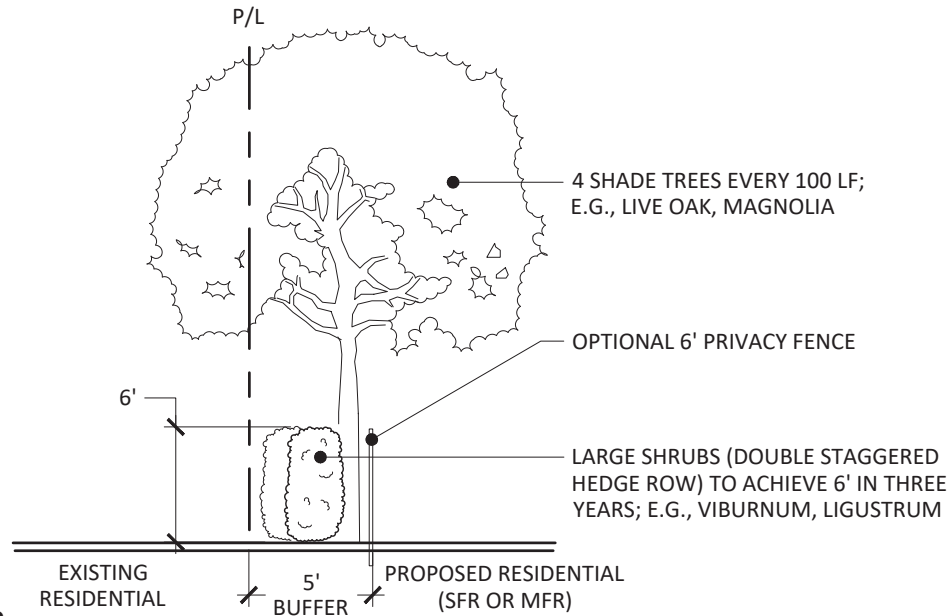 P/L
4 SHADE TREES EVERY 100 LF;
E.G., LIVE OAK, MAGNOLIA
OPTIONAL 6' PRIVACY FENCE
6'
LARGE SHRUBS (DOUBLE STAGGERED
HEDGE ROW) TO ACHIEVE 6' IN THREE
YEARS; E.G., VIBURNUM, LIGUSTRUM
EXISTING
RESIDENTIAL
5'
BUFFER
PROPOSED RESIDENTIAL
(SFR OR MFR)